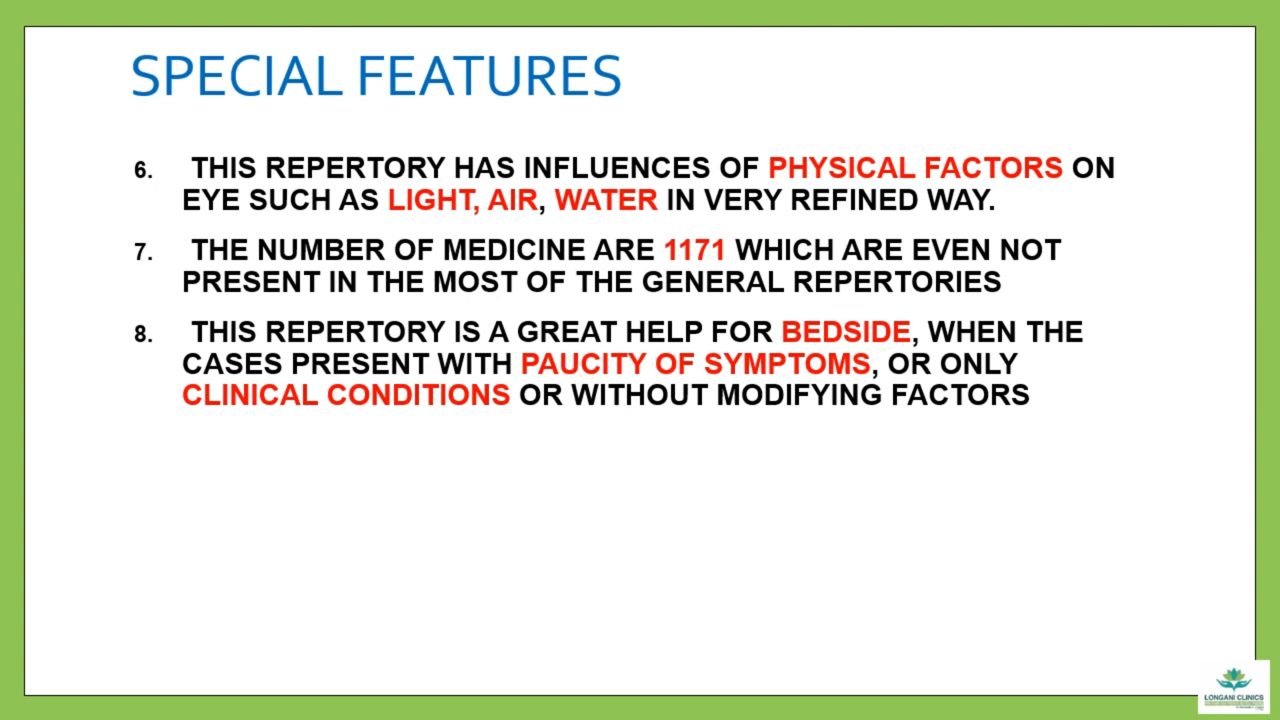 SPECIAL FEATURES
6. THIS REPERTORY HAS INFLUENCES OF PHYSICAL FACTORS ON
EYE SUCH AS LIGHT, AIR, WATER IN VERY REFINED WAY.
7. THE NUMBER OF MEDICINE ARE 1171 WHICH ARE EVEN NOT
PRESENT IN THE MOST OF THE GENERAL REPERTORIES
8. THIS REPERTORY IS A GREAT HELP FOR BEDSIDE, WHEN THE
CASES PRESENT WITH PAUCITY OF SYMPTOMS, OR ONLY
CLINICAL CONDITIONS OR WITHOUT MODIFYING FACTORS
LONGANI CLINICS